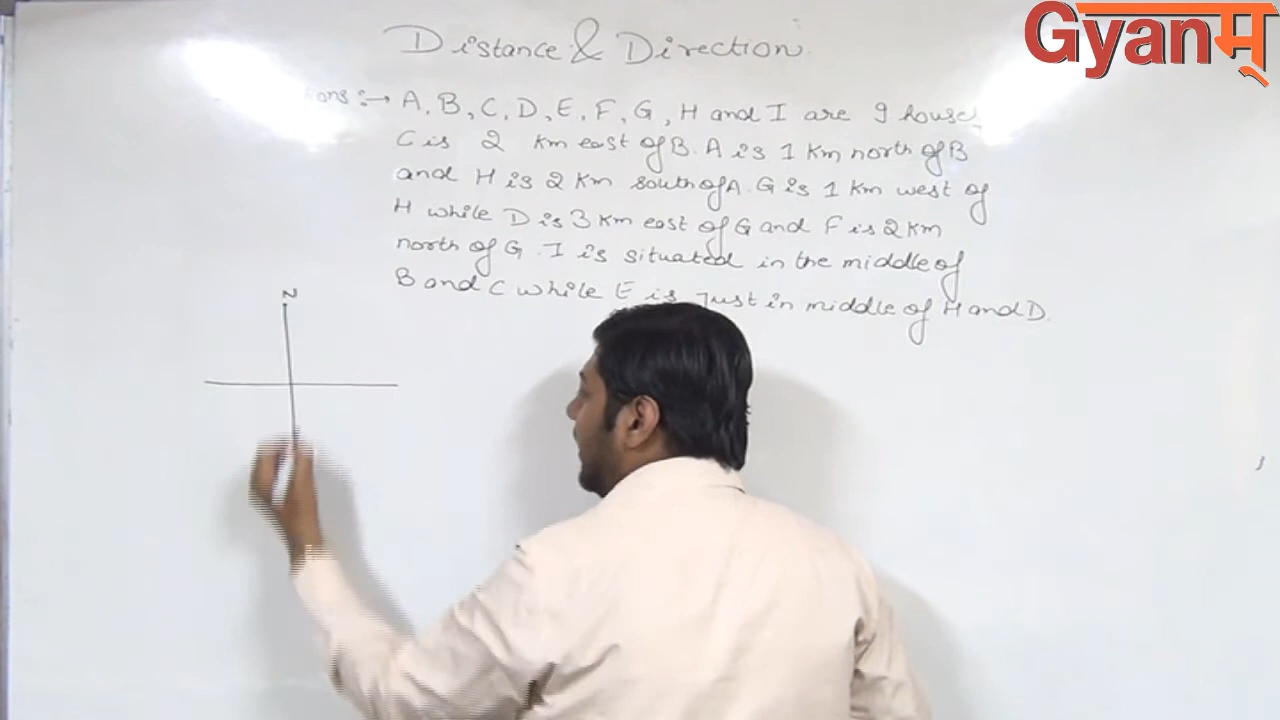 Gyanम्
Distance & Direction
ons :→ A, B, C, D, E, F, G, H and I are 9 house
C is 2 km east of B. A is 1 km north of B
and H is 2 km south of A. G is 1 km west of
H while D is 3 km east of G and F is 2 km
north of G. I is situated in the middle of
B and C while E is just in middle of H and D.
N